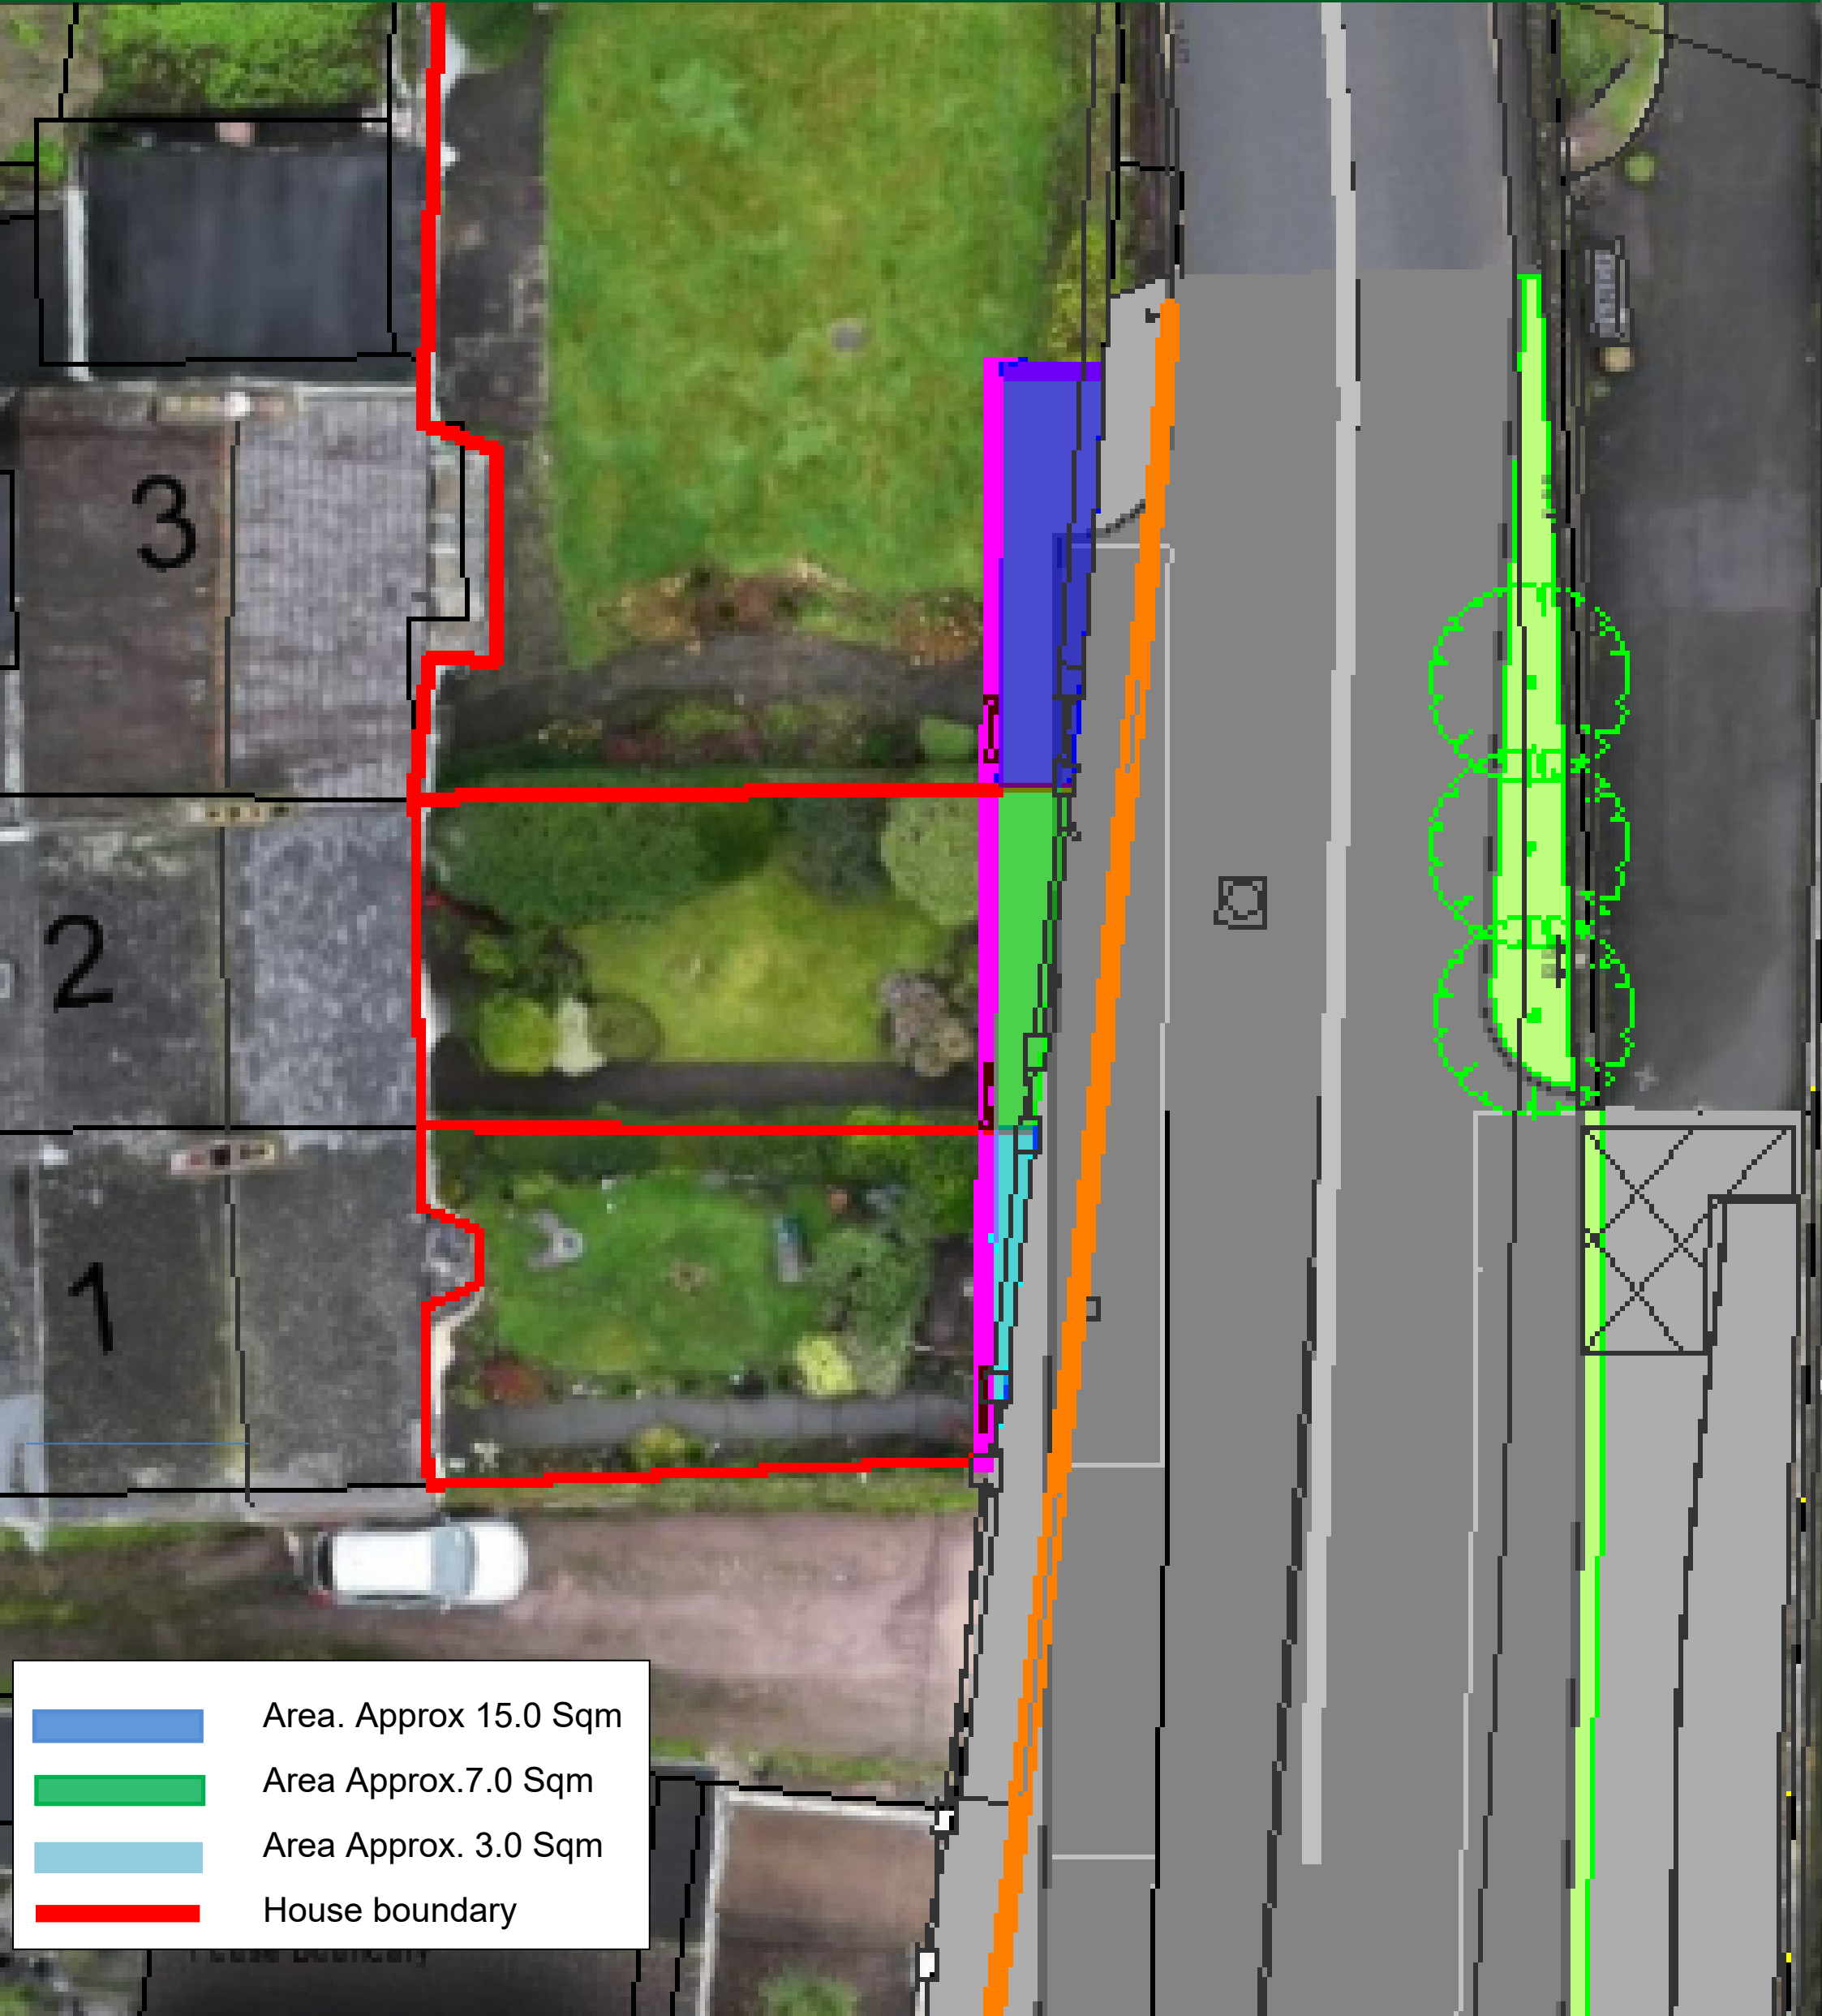 3
2
1
Area. Approx 15.0 Sqm
Area Approx.7.0 Sqm
Area Approx. 3.0 Sqm
House boundary